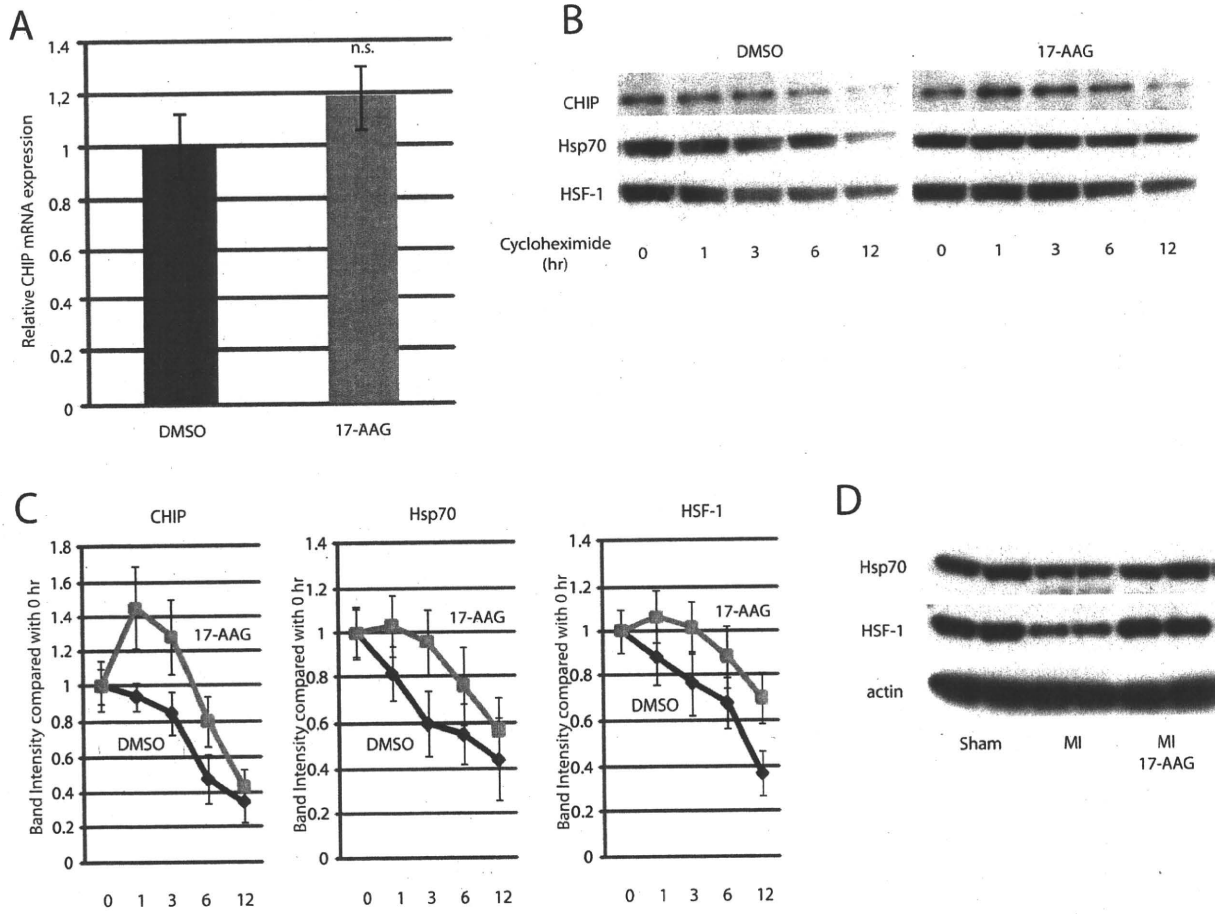 A
Relative CHIP mRNA expression
1.4
1.2
1
0.8
0.6
0.4
0.2
0
n.s.
DMSO 17-AAG
B
DMSO 17-AAG
CHIP
Hsp70
HSF-1
Cycloheximide
(hr)
0 1 3 6 12 0 1 3 6 12
C
CHIP
Band Intensity compared with 0 hr
1.8
1.6
1.4
1.2
1
0.8
0.6
0.4
0.2
0
17-AAG
DMSO
0 1 3 6 12
Hsp70
Band Intensity compared with 0 hr
1.4
1.2
1
0.8
0.6
0.4
0.2
0
17-AAG
DMSO
0 1 3 6 12
HSF-1
Band Intensity compared with 0 hr
1.4
1.2
1
0.8
0.6
0.4
0.2
0
17-AAG
DMSO
0 1 3 6 12
D
Hsp70
HSF-1
actin
Sham MI MI
17-AAG